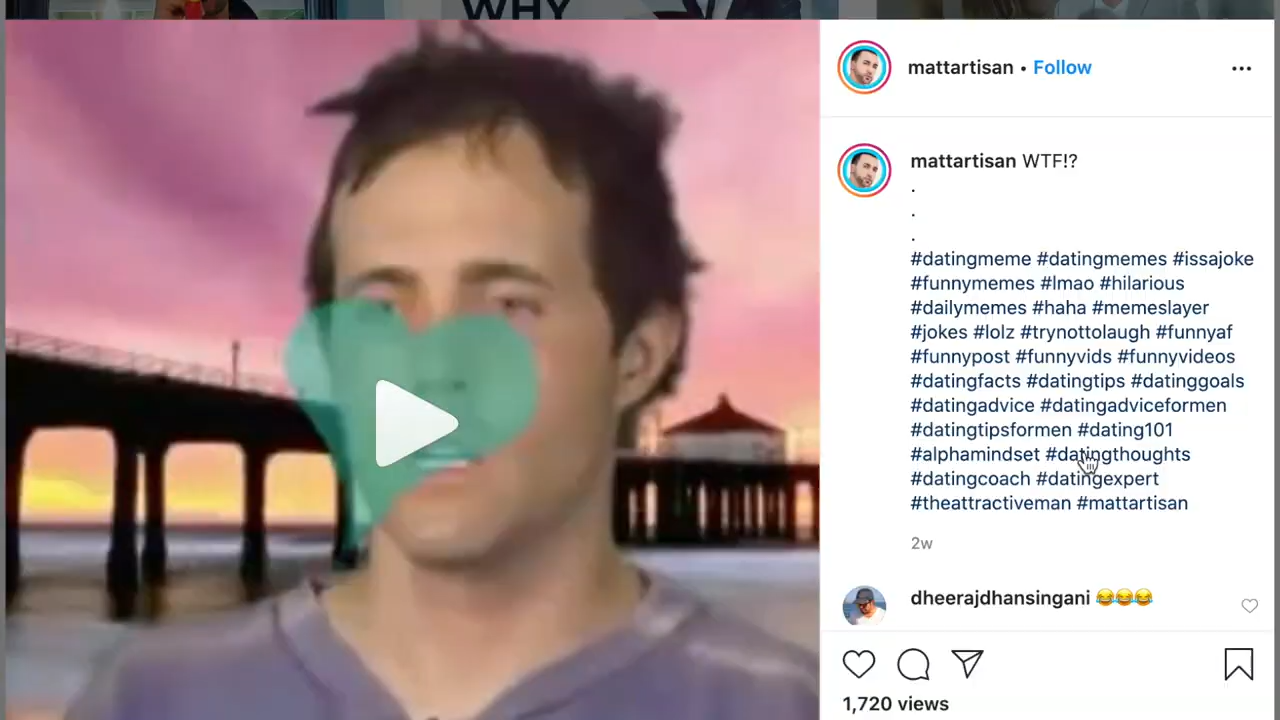 WHY
mattartisan • Follow
mattartisan WTF!?
.
.
.
#datingmeme #datingmemes #issajoke
#funnymemes #lmao #hilarious
#dailymemes #haha #memeslayer
#jokes #lolz #trynottolaugh #funnyaf
#funnypost #funnyvids #funnyvideos
#datingfacts #datingtips #datinggoals
#datingadvice #datingadviceformen
#datingtipsformen #dating101
#alphamindset #datingthoughts
#datingcoach #datingexpert
#theattractiveman #mattartisan
2w
dheerajdhansingani 😂😂😂
1,720 views